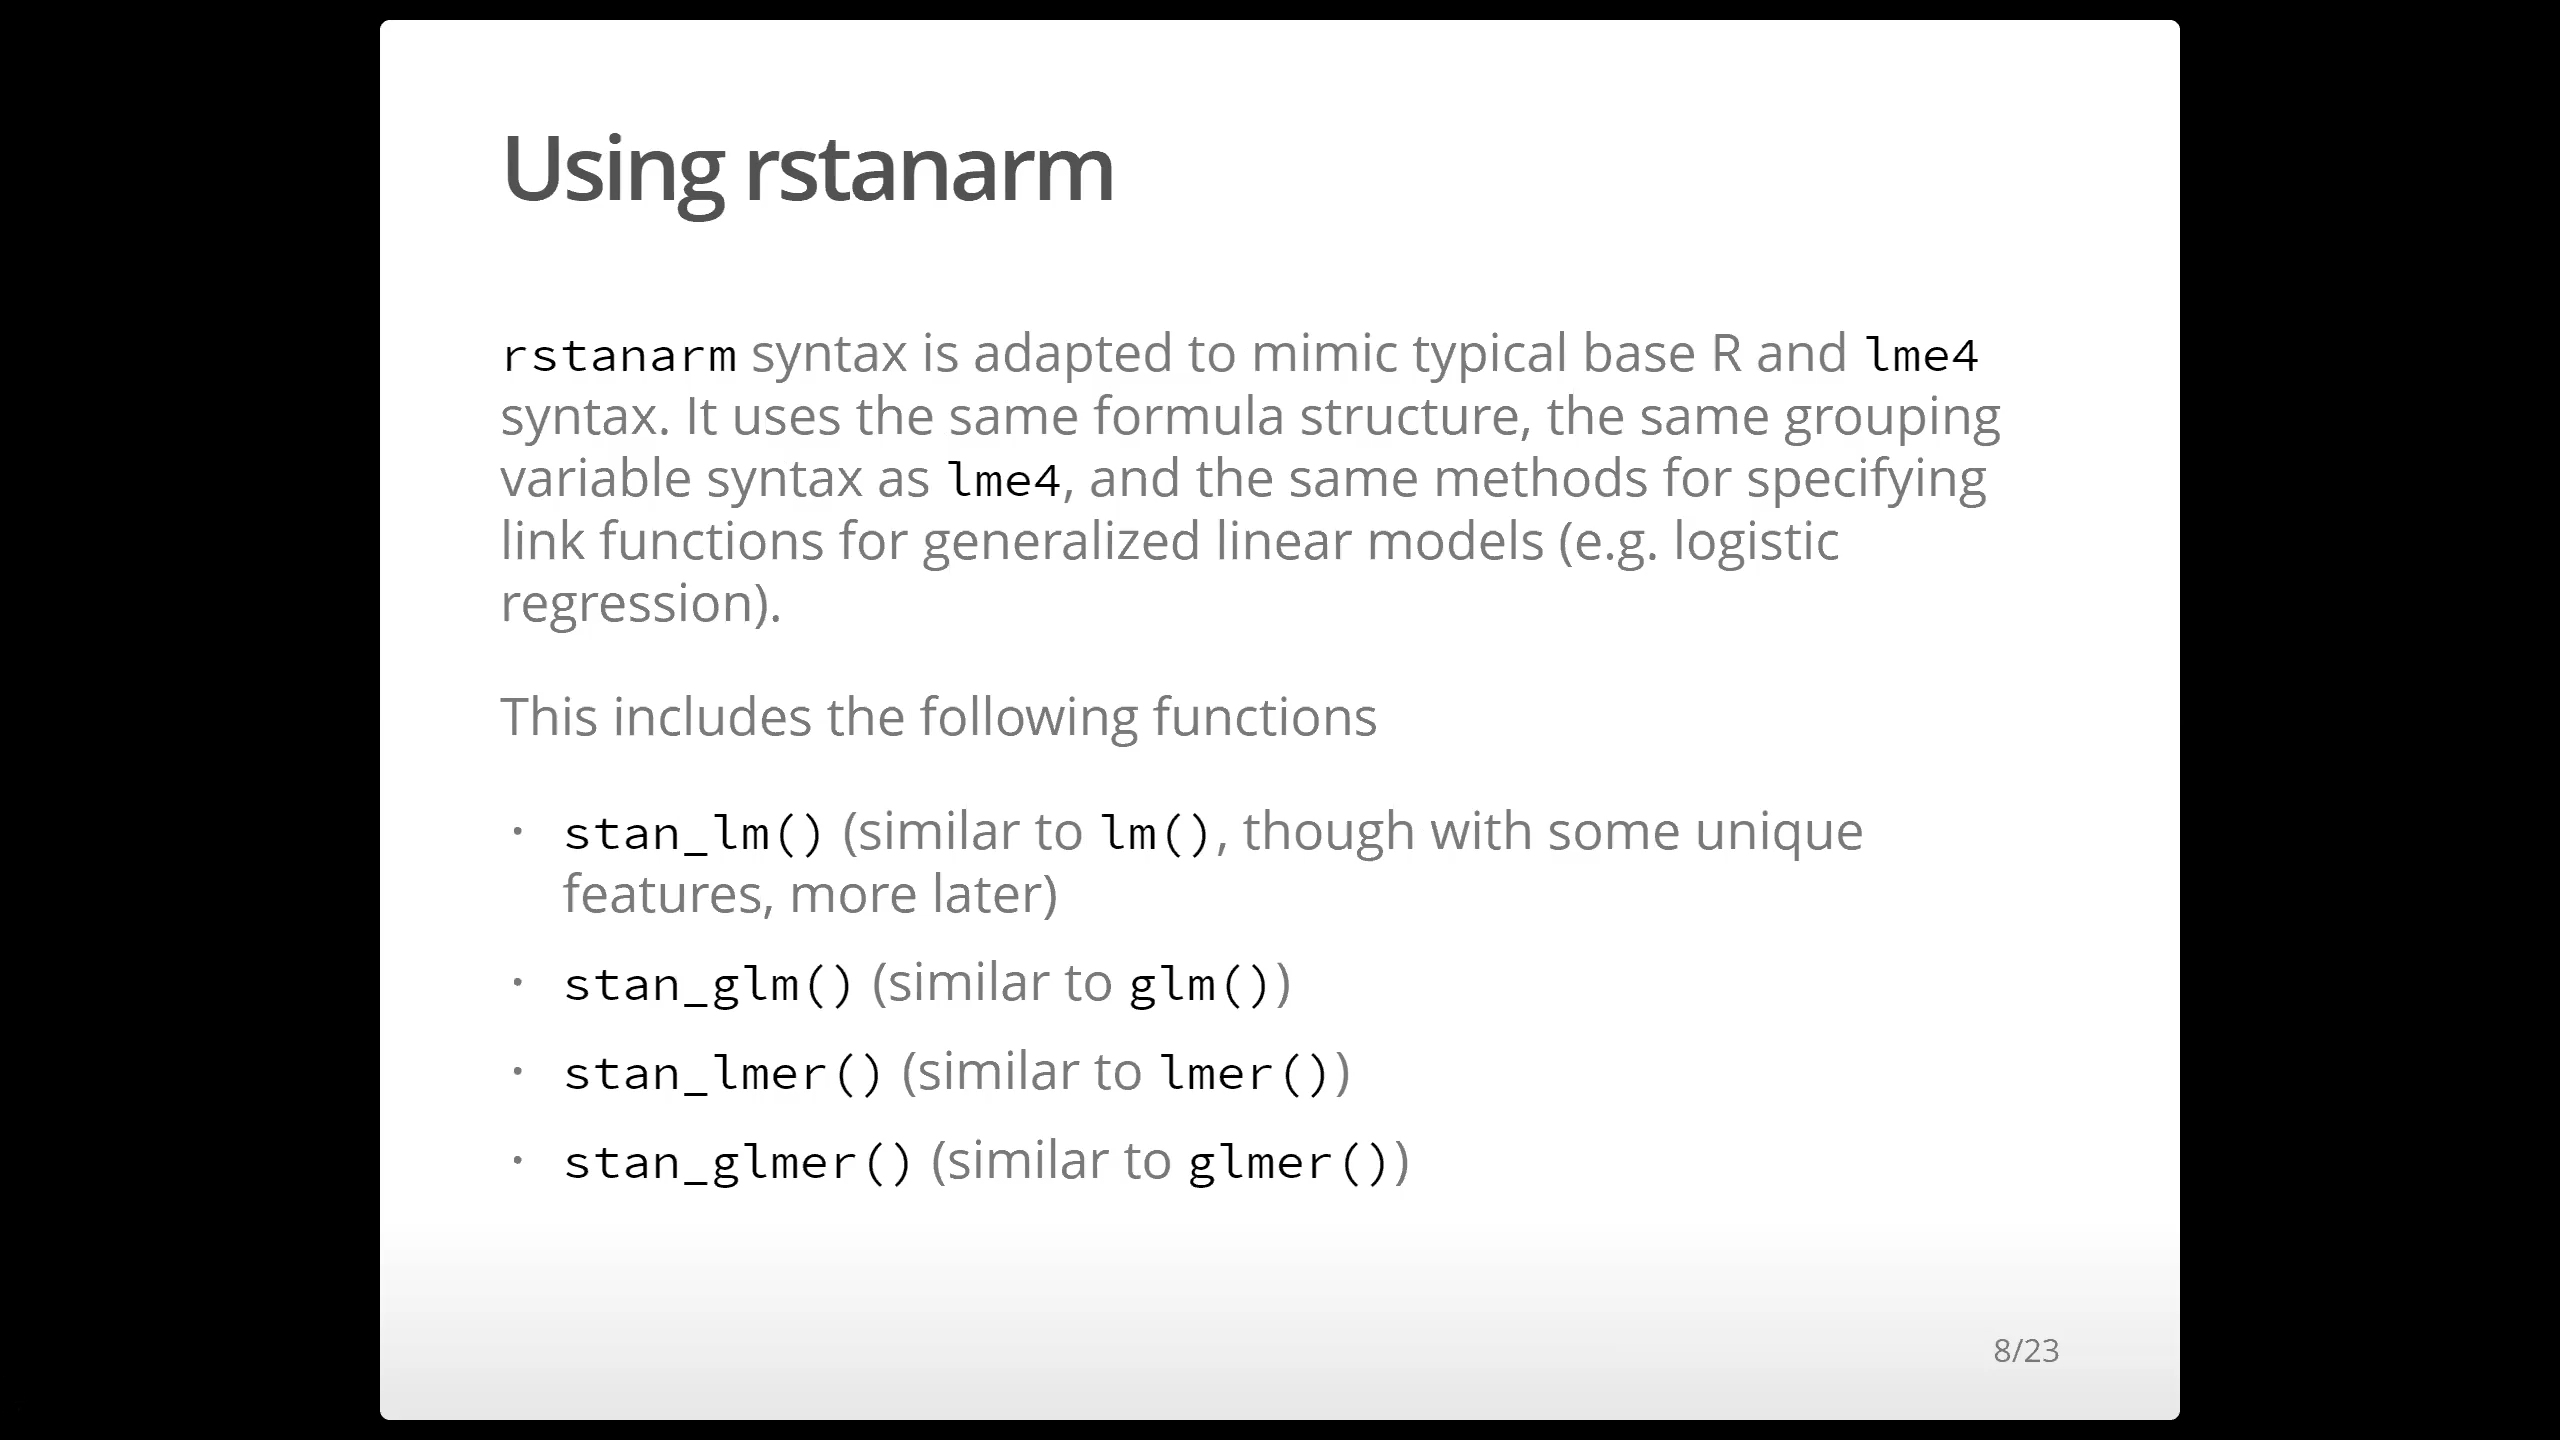 Using rstanarm
rstanarm syntax is adapted to mimic typical base R and lme4
syntax. It uses the same formula structure, the same grouping
variable syntax as lme4, and the same methods for specifying
link functions for generalized linear models (e.g. logistic
regression).
This includes the following functions
· stan_lm() (similar to lm(), though with some unique
features, more later)
· stan_glm() (similar to glm())
· stan_lmer() (similar to lmer())
· stan_glmer() (similar to glmer())
8/23